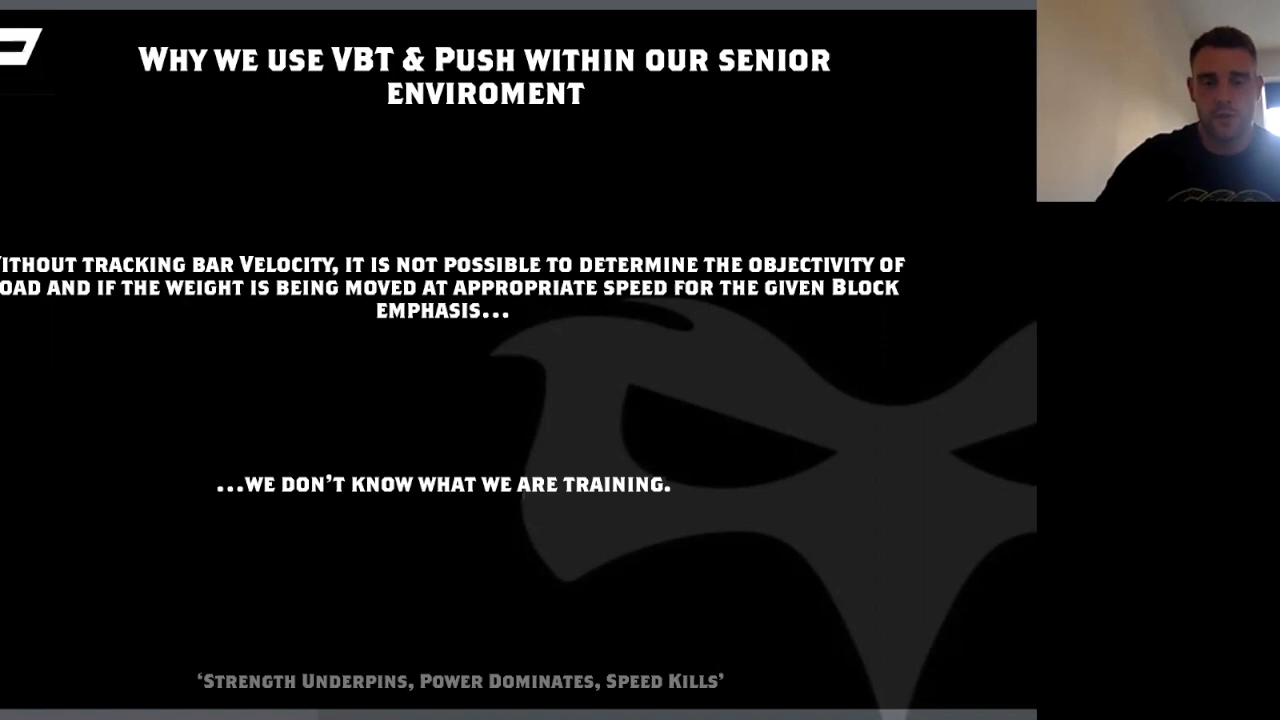 WHY WE USE VBT & PUSH WITHIN OUR SENIOR
ENVIROMENT
ITHOUT TRACKING BAR VELOCITY, IT IS NOT POSSIBLE TO DETERMINE THE OBJECTIVITY OF
OAD AND IF THE WEIGHT IS BEING MOVED AT APPROPRIATE SPEED FOR THE GIVEN BLOCK
EMPHASIS...
...WE DON'T KNOW WHAT WE ARE TRAINING.
'STRENGTH UNDERPINS, POWER DOMINATES, SPEED KILLS'